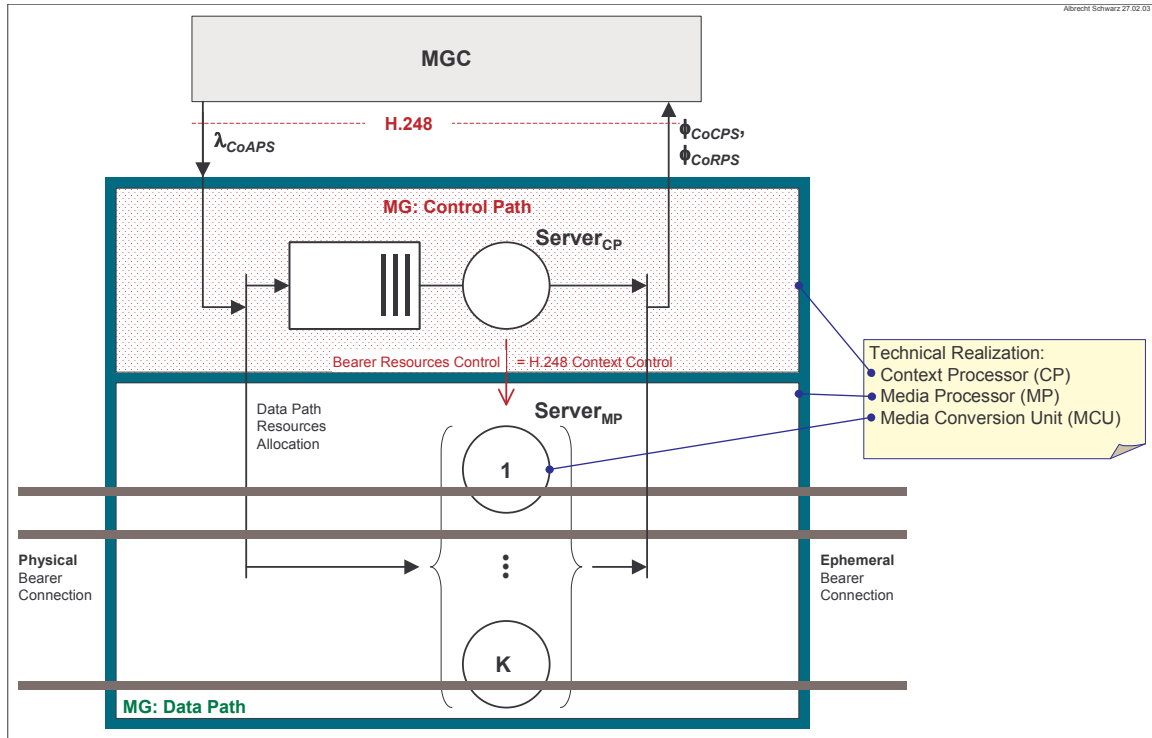 Albrecht Schwarz 27.02.03
MGC
H.248
λCoAPS
ϕCoCPS,
ϕCoRPS
MG: Control Path
ServerCP
Bearer Resources Control = H.248 Context Control
Technical Realization:
Context Processor (CP)
Media Processor (MP)
Media Conversion Unit (MCU)
Data Path
Resources
Allocation
ServerMP
1
Physical
Bearer
Connection
Ephemeral
Bearer
Connection
K
MG: Data Path